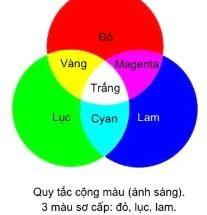 Đỏ
Vàng
Magenta
Trắng
Lục
Cyan
Lam
Quy tắc cộng màu (ánh sáng).
3 màu sơ cấp: đỏ, lục, lam.